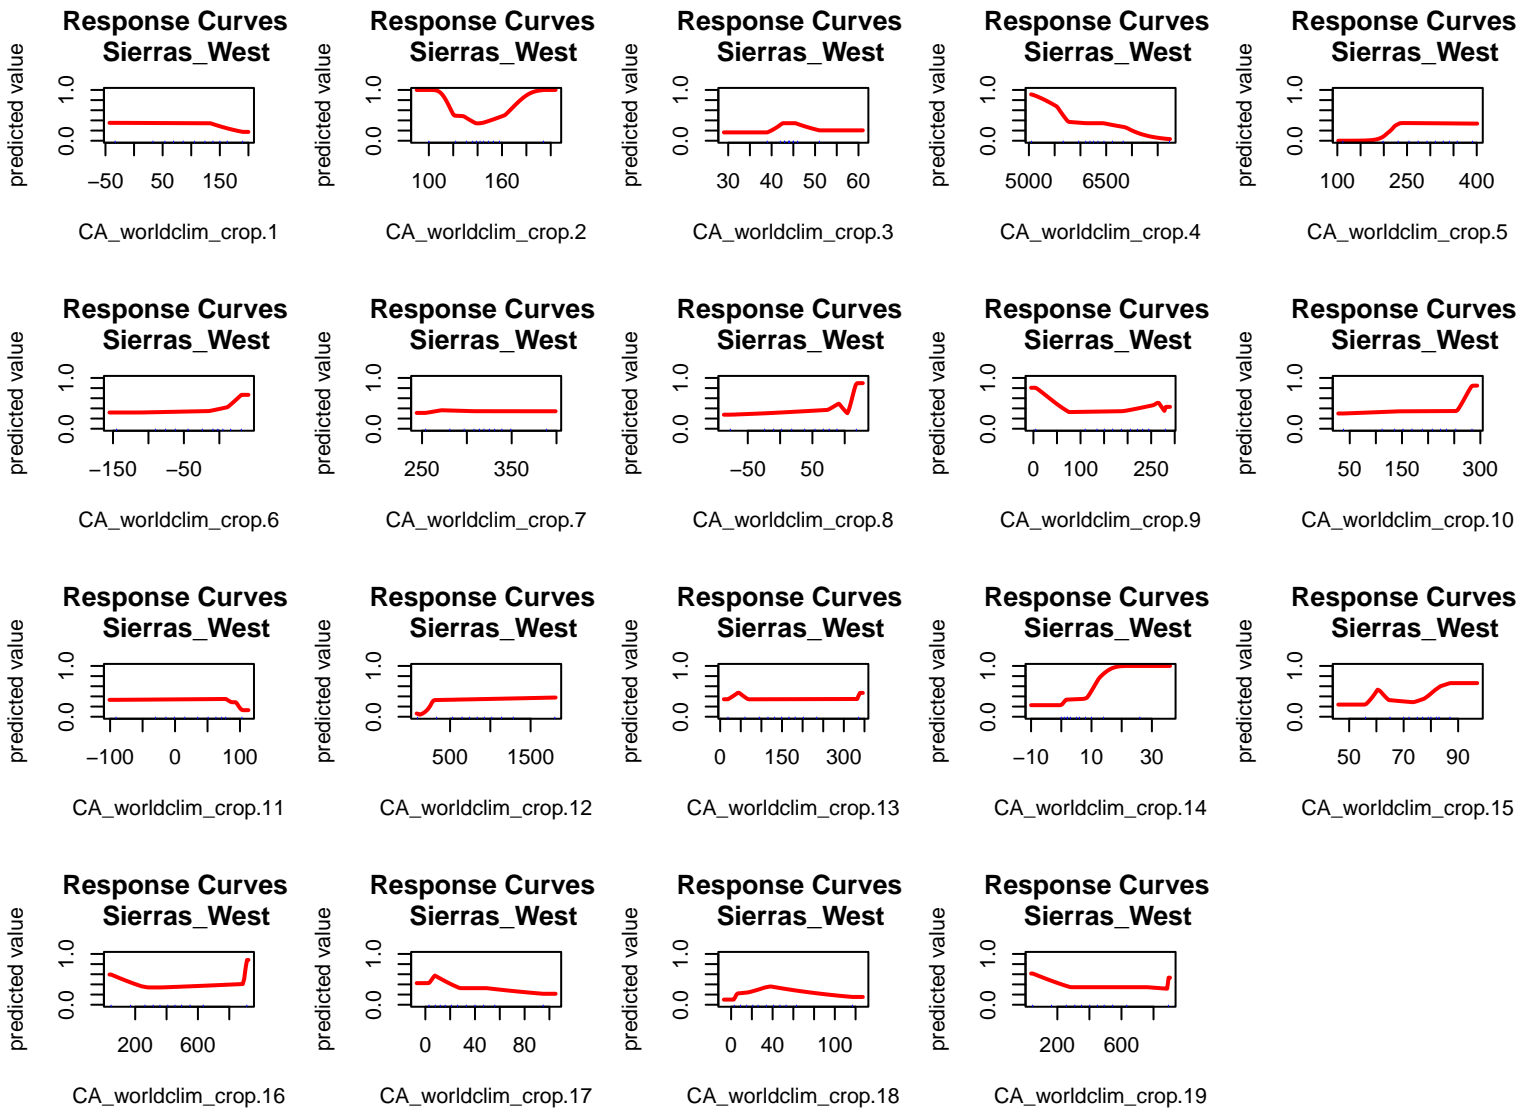 Response Curves
Sierras_West
predicted value
0.0 1.0
−50 50 150
CA_worldclim_crop.1
Response Curves
Sierras_West
predicted value
0.0 1.0
100 160
CA_worldclim_crop.2
Response Curves
Sierras_West
predicted value
0.0 1.0
30 40 50 60
CA_worldclim_crop.3
Response Curves
Sierras_West
predicted value
0.0 1.0
5000 6500
CA_worldclim_crop.4
Response Curves
Sierras_West
predicted value
0.0 1.0
100 250 400
CA_worldclim_crop.5
Response Curves
Sierras_West
predicted value
0.0 1.0
−150 −50
CA_worldclim_crop.6
Response Curves
Sierras_West
predicted value
0.0 1.0
250 350
CA_worldclim_crop.7
Response Curves
Sierras_West
predicted value
0.0 1.0
−50 50
CA_worldclim_crop.8
Response Curves
Sierras_West
predicted value
0.0 1.0
0 100 250
CA_worldclim_crop.9
Response Curves
Sierras_West
predicted value
0.0 1.0
50 150 300
CA_worldclim_crop.10
Response Curves
Sierras_West
predicted value
0.0 1.0
−100 0 100
CA_worldclim_crop.11
Response Curves
Sierras_West
predicted value
0.0 1.0
500 1500
CA_worldclim_crop.12
Response Curves
Sierras_West
predicted value
0.0 1.0
0 150 300
CA_worldclim_crop.13
Response Curves
Sierras_West
predicted value
0.0 1.0
−10 10 30
CA_worldclim_crop.14
Response Curves
Sierras_West
predicted value
0.0 1.0
50 70 90
CA_worldclim_crop.15
Response Curves
Sierras_West
predicted value
0.0 1.0
200 600
CA_worldclim_crop.16
Response Curves
Sierras_West
predicted value
0.0 1.0
0 40 80
CA_worldclim_crop.17
Response Curves
Sierras_West
predicted value
0.0 1.0
0 40 100
CA_worldclim_crop.18
Response Curves
Sierras_West
predicted value
0.0 1.0
200 600
CA_worldclim_crop.19